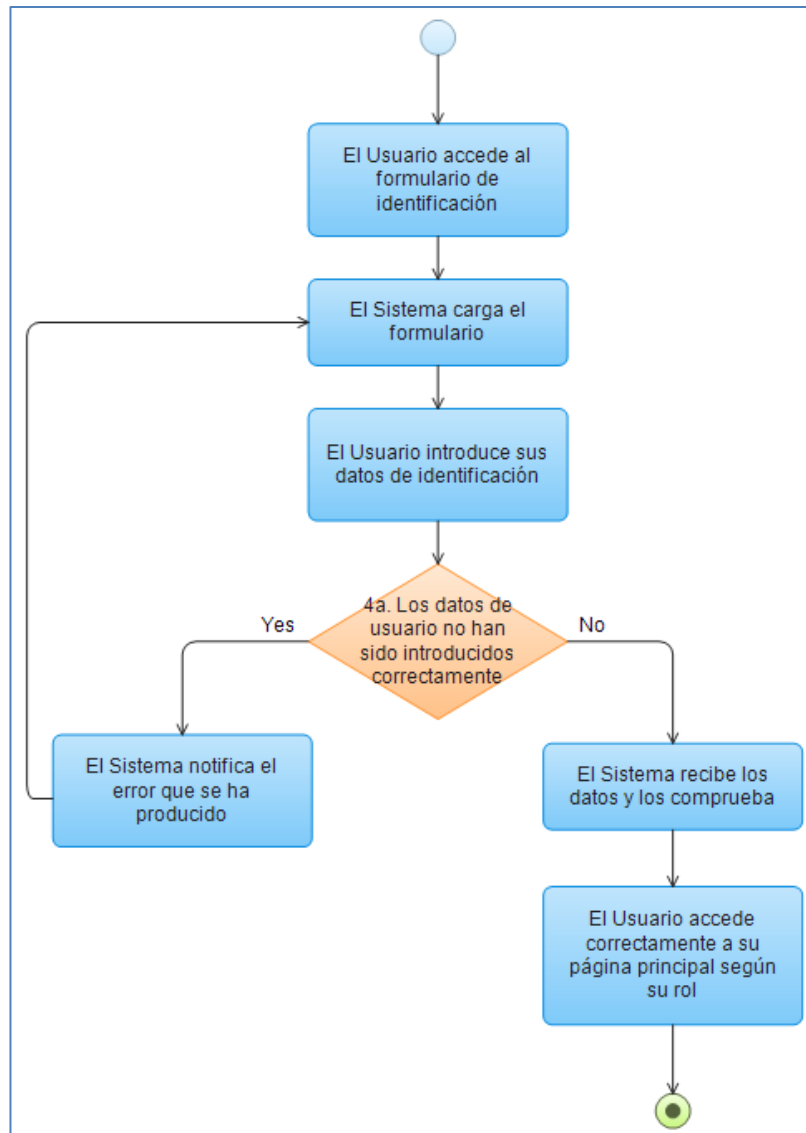 El Usuario accede al
formulario de
identificación
El Sistema carga el
formulario
El Usuario introduce sus
datos de identificación
4a. Los datos de
usuario no han
sido introducidos
correctamente
Yes
No
El Sistema notifica el
error que se ha
producido
El Sistema recibe los
datos y los comprueba
El Usuario accede
correctamente a su
página principal según
su rol